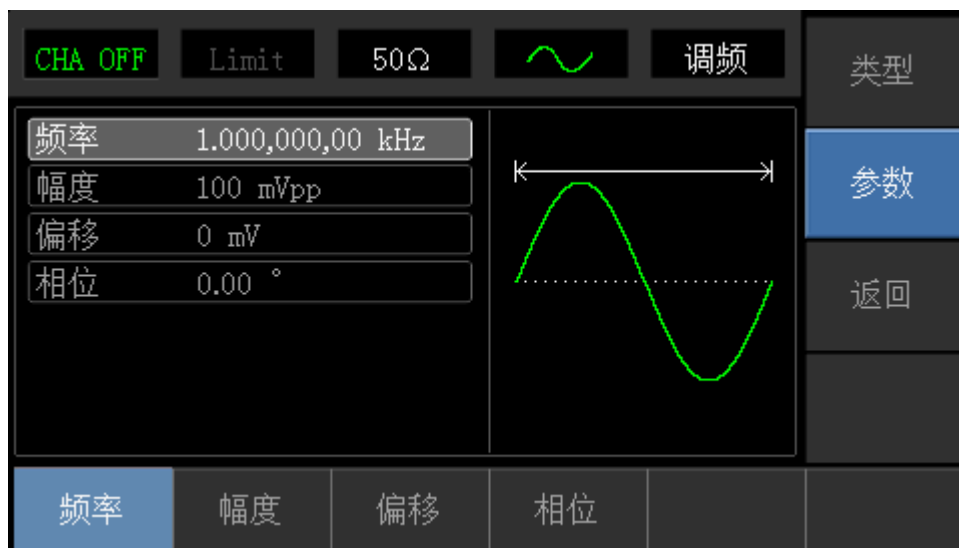 CHA OFF Limit 50Ω 调频
类型
频率 1.000,000,00 kHz
幅度 100 mVpp
参数
偏移 0 mV
相位 0.00 °
返回
频率 幅度 偏移 相位